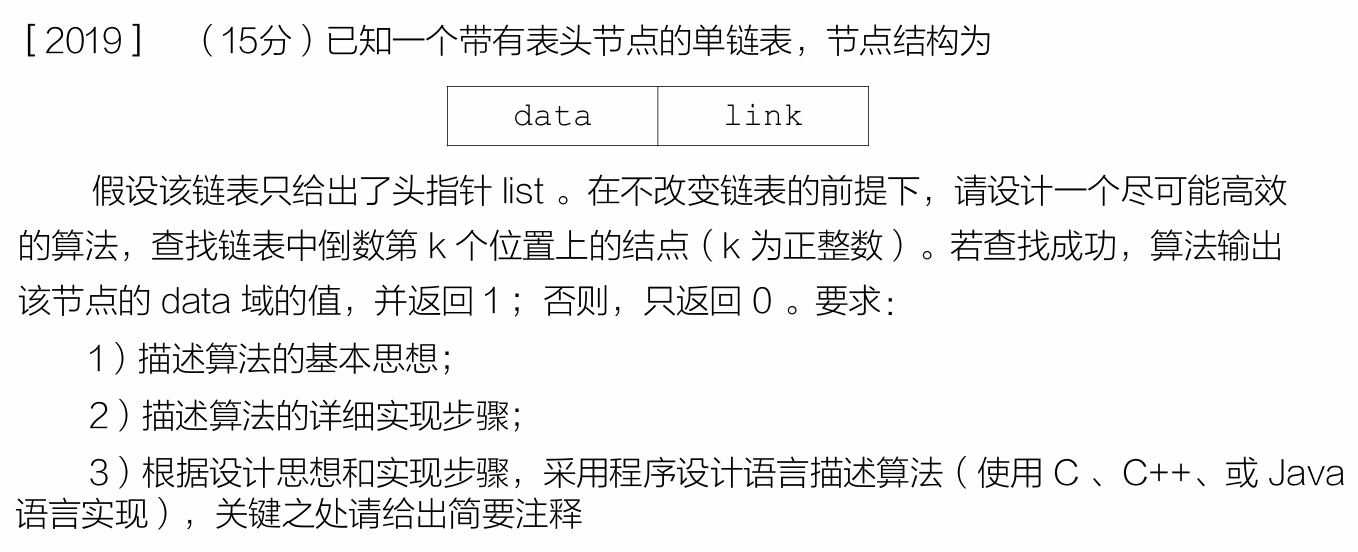 [2019] （15分）已知一个带有表头节点的单链表，节点结构为
data link
假设该链表只给出了头指针 list 。在不改变链表的前提下，请设计一个尽可能高效
的算法，查找链表中倒数第 k 个位置上的结点（k 为正整数）。若查找成功，算法输出
该节点的 data 域的值，并返回 1；否则，只返回 0 。要求：
1）描述算法的基本思想；
2）描述算法的详细实现步骤；
3）根据设计思想和实现步骤，采用程序设计语言描述算法（使用 C 、C++、或 Java
语言实现），关键之处请给出简要注释